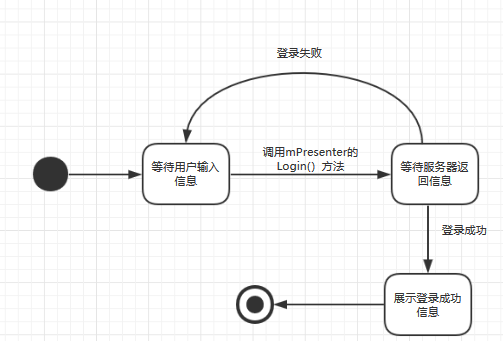 登录失败
等待用户输入
信息
调用mPresenter的
Login() 方法
等待服务器返
回信息
登录成功
展示登录成功
信息